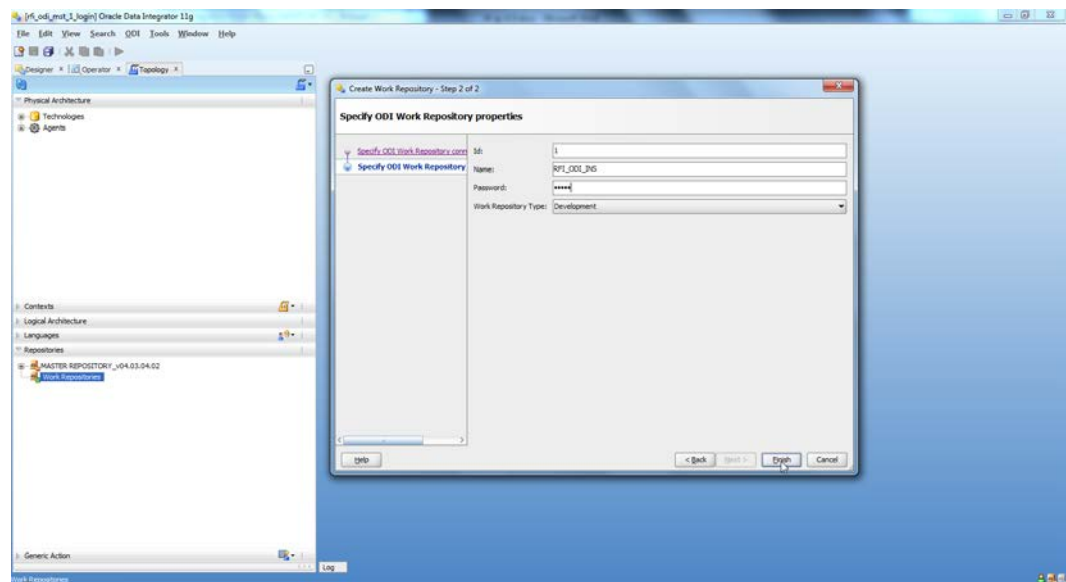 [rfi_odi_mst_1_login] Oracle Data Integrator 11g
File Edit View Search ODI Tools Window Help
Designer Operator Topology
Physical Architecture
Technologies
Agents
Contexts
Logical Architecture
Languages
Repositories
MASTER REPOSITORY_v04.03.04.02
Work Repositories
Generic Action
Work Repositories
Log
Create Work Repository - Step 2 of 2
Specify ODI Work Repository properties
Specify ODI Work Repository conn
Specify ODI Work Repository
Id: 1
Name: RFI_ODI_INS
Password: •••••
Work Repository Type: Development
Help
< Back Next > Finish Cancel